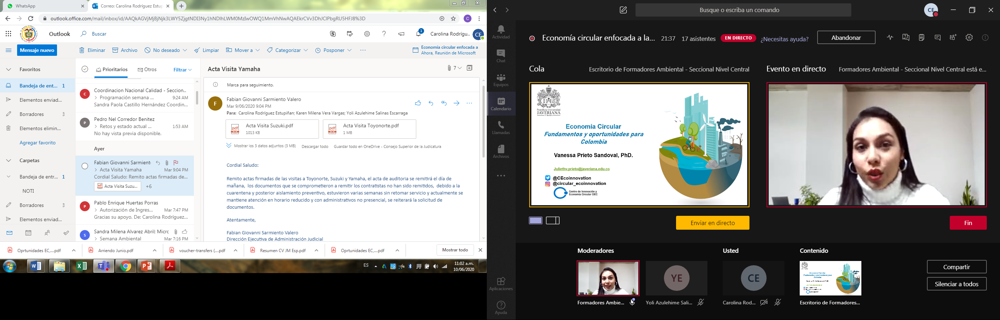 WhatsApp
Correo: Carolina Rodríguez Estup
outlook.office.com/mail/inbox/id/AAQkAGVjMjBjNjk3LWY5ZjgtNDI3Ny1hNDlhLWM0MzIwOWQ1MmVhNwAQAEkrCVv3DhJClPbgRU5HFJ8%3D
Outlook
Buscar
1
Carolina Rodrígu..
CE
Mensaje nuevo
Eliminar
Archivo
No deseado
Limpiar
Mover a
Categorizar
Posponer
Economía circular enfocada a
Ahora, Reunión de Microsoft
Favoritos
Bandeja de ent... 1
Elementos enviad...
Borradores 3
Elementos elimin...
Agregar favorito
Carpetas
Bandeja de entr... 1
NOTI
Borradores 3
Elementos enviad...
Prioritarios
Otros
Filtrar
C
Coordinacion Nacional Calidad - Seccion..
> Programación semana ... 9:24 AM
Sandra Paola Castillo Hernández Coordin...
P
Pedro Nel Corredor Benitez
> Retos y estado actual ... 1:53 AM
No hay vista previa disponible.
Ayer
Fabian Giovanni Sarmient
> Acta Visita Yamaha Mar 9:04 PM
Cordial Saludo: Remito actas firmadas de...
Acta Visita Suzu... +6
P
Pablo Enrique Huertas Porras
> Autorización de Ingres... Mar 7:47 PM
Gracias su apoyo. De: Carolina Rodríguez...
S
Sandra Milena Alvarez Abril; Micro
> Semana Ambiental Mar 7:16 PM
Acta Visita Yamaha
7
Marca para seguimiento.
F
Fabian Giovanni Sarmiento Valero
Mar 9/06/2020 9:04 PM
Para: Carolina Rodríguez Estupiñan; Karen Milena Vera Vargas; Yoli Azulehime Salinas Escarraga
Acta Visita Suzuki.pdf
1013 KB
Acta Visita Toyonorte.pdf
1 MB
Mostrar los 3 datos adjuntos (3 MB) Descargar todo Guardar todo en OneDrive - Consejo Superior de la Judicatura
Cordial Saludo:
Remito actas firmadas de las visitas a Toyonorte, Suzuki y Yamaha, el acta de auditoria se remitirá el día de
mañana, los documentos que se comprometieron a remitir los contratistas no han sido remitidos, debido a la
cuarentena y posterior aislamiento preventivo, estuvieron varias semanas sin retomar servicio y actualmente se
mantiene atención en horario reducido y con administrativos no presencial, se reiterará la solicitud de
documentos.
Atentamente,
Fabian Giovanni Sarmiento Valero
Dirección Ejecutiva de Administración Judicial
Oprtunidades EC,....pdf
Arriendo Junio.pdf
voucher-transfers (....pdf
Resumen CV JM Esp.pdf
Oprtunidades EC,....pdf
Mostrar todo
ES
11:02 a.m.
10/06/2020
Busque o escriba un comando
CE
Actividad
Chat
Equipos
Calendario
Llamadas
Archivos
Aplicaciones
Ayuda
Economía circular enfocada a la...
21:37
17 asistentes
EN DIRECTO
¿Necesitas ayuda?
Abandonar
Cola
Escritorio de Formadores Ambiental - Seccional Nivel Central
Evento en directo
Formadores Ambiental - Seccional Nivel Central está e...
Pontificia Universidad
JAVERIANA
Colombia
Economía Circular
Fundamentos y oportunidades para
Colombia
Vanessa Prieto Sandoval, PhD.
Juliethv.prieto@javeriana.edu.co
@CEcoinnovation
@circular_ecoinnovation
Centro de Innovación y
Economía Circular CIEC
Enviar en directo
Fin
Moderadores
Usted
Contenido
YE
CE
Formadores Ambie...
Yoli Azulehime Sali...
Carolina Rod...
Escritorio de Formadores...
Compartir
Silenciar a todos